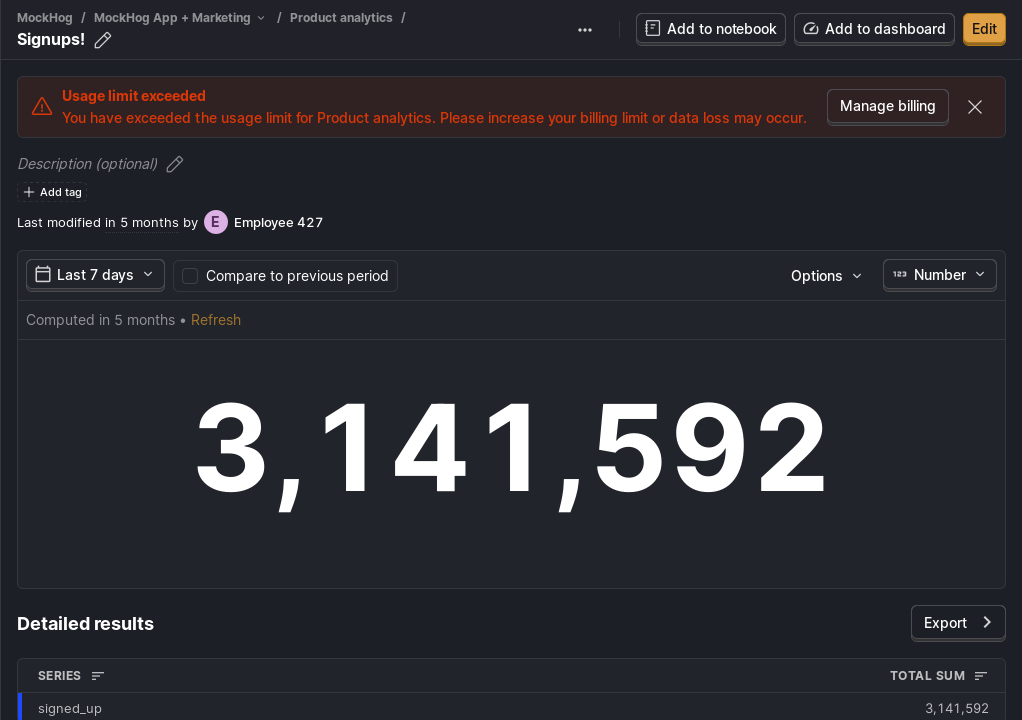 MockHog / MockHog App + Marketing / Product analytics /
Signups!
Add to notebook
Add to dashboard
Edit
Usage limit exceeded
You have exceeded the usage limit for Product analytics. Please increase your billing limit or data loss may occur.
Manage billing
Description (optional)
Add tag
Last modified in 5 months by E Employee 427
Last 7 days
Compare to previous period
Options
123 Number
Computed in 5 months • Refresh
3,141,592
Detailed results
Export
SERIES
TOTAL SUM
signed_up
3,141,592